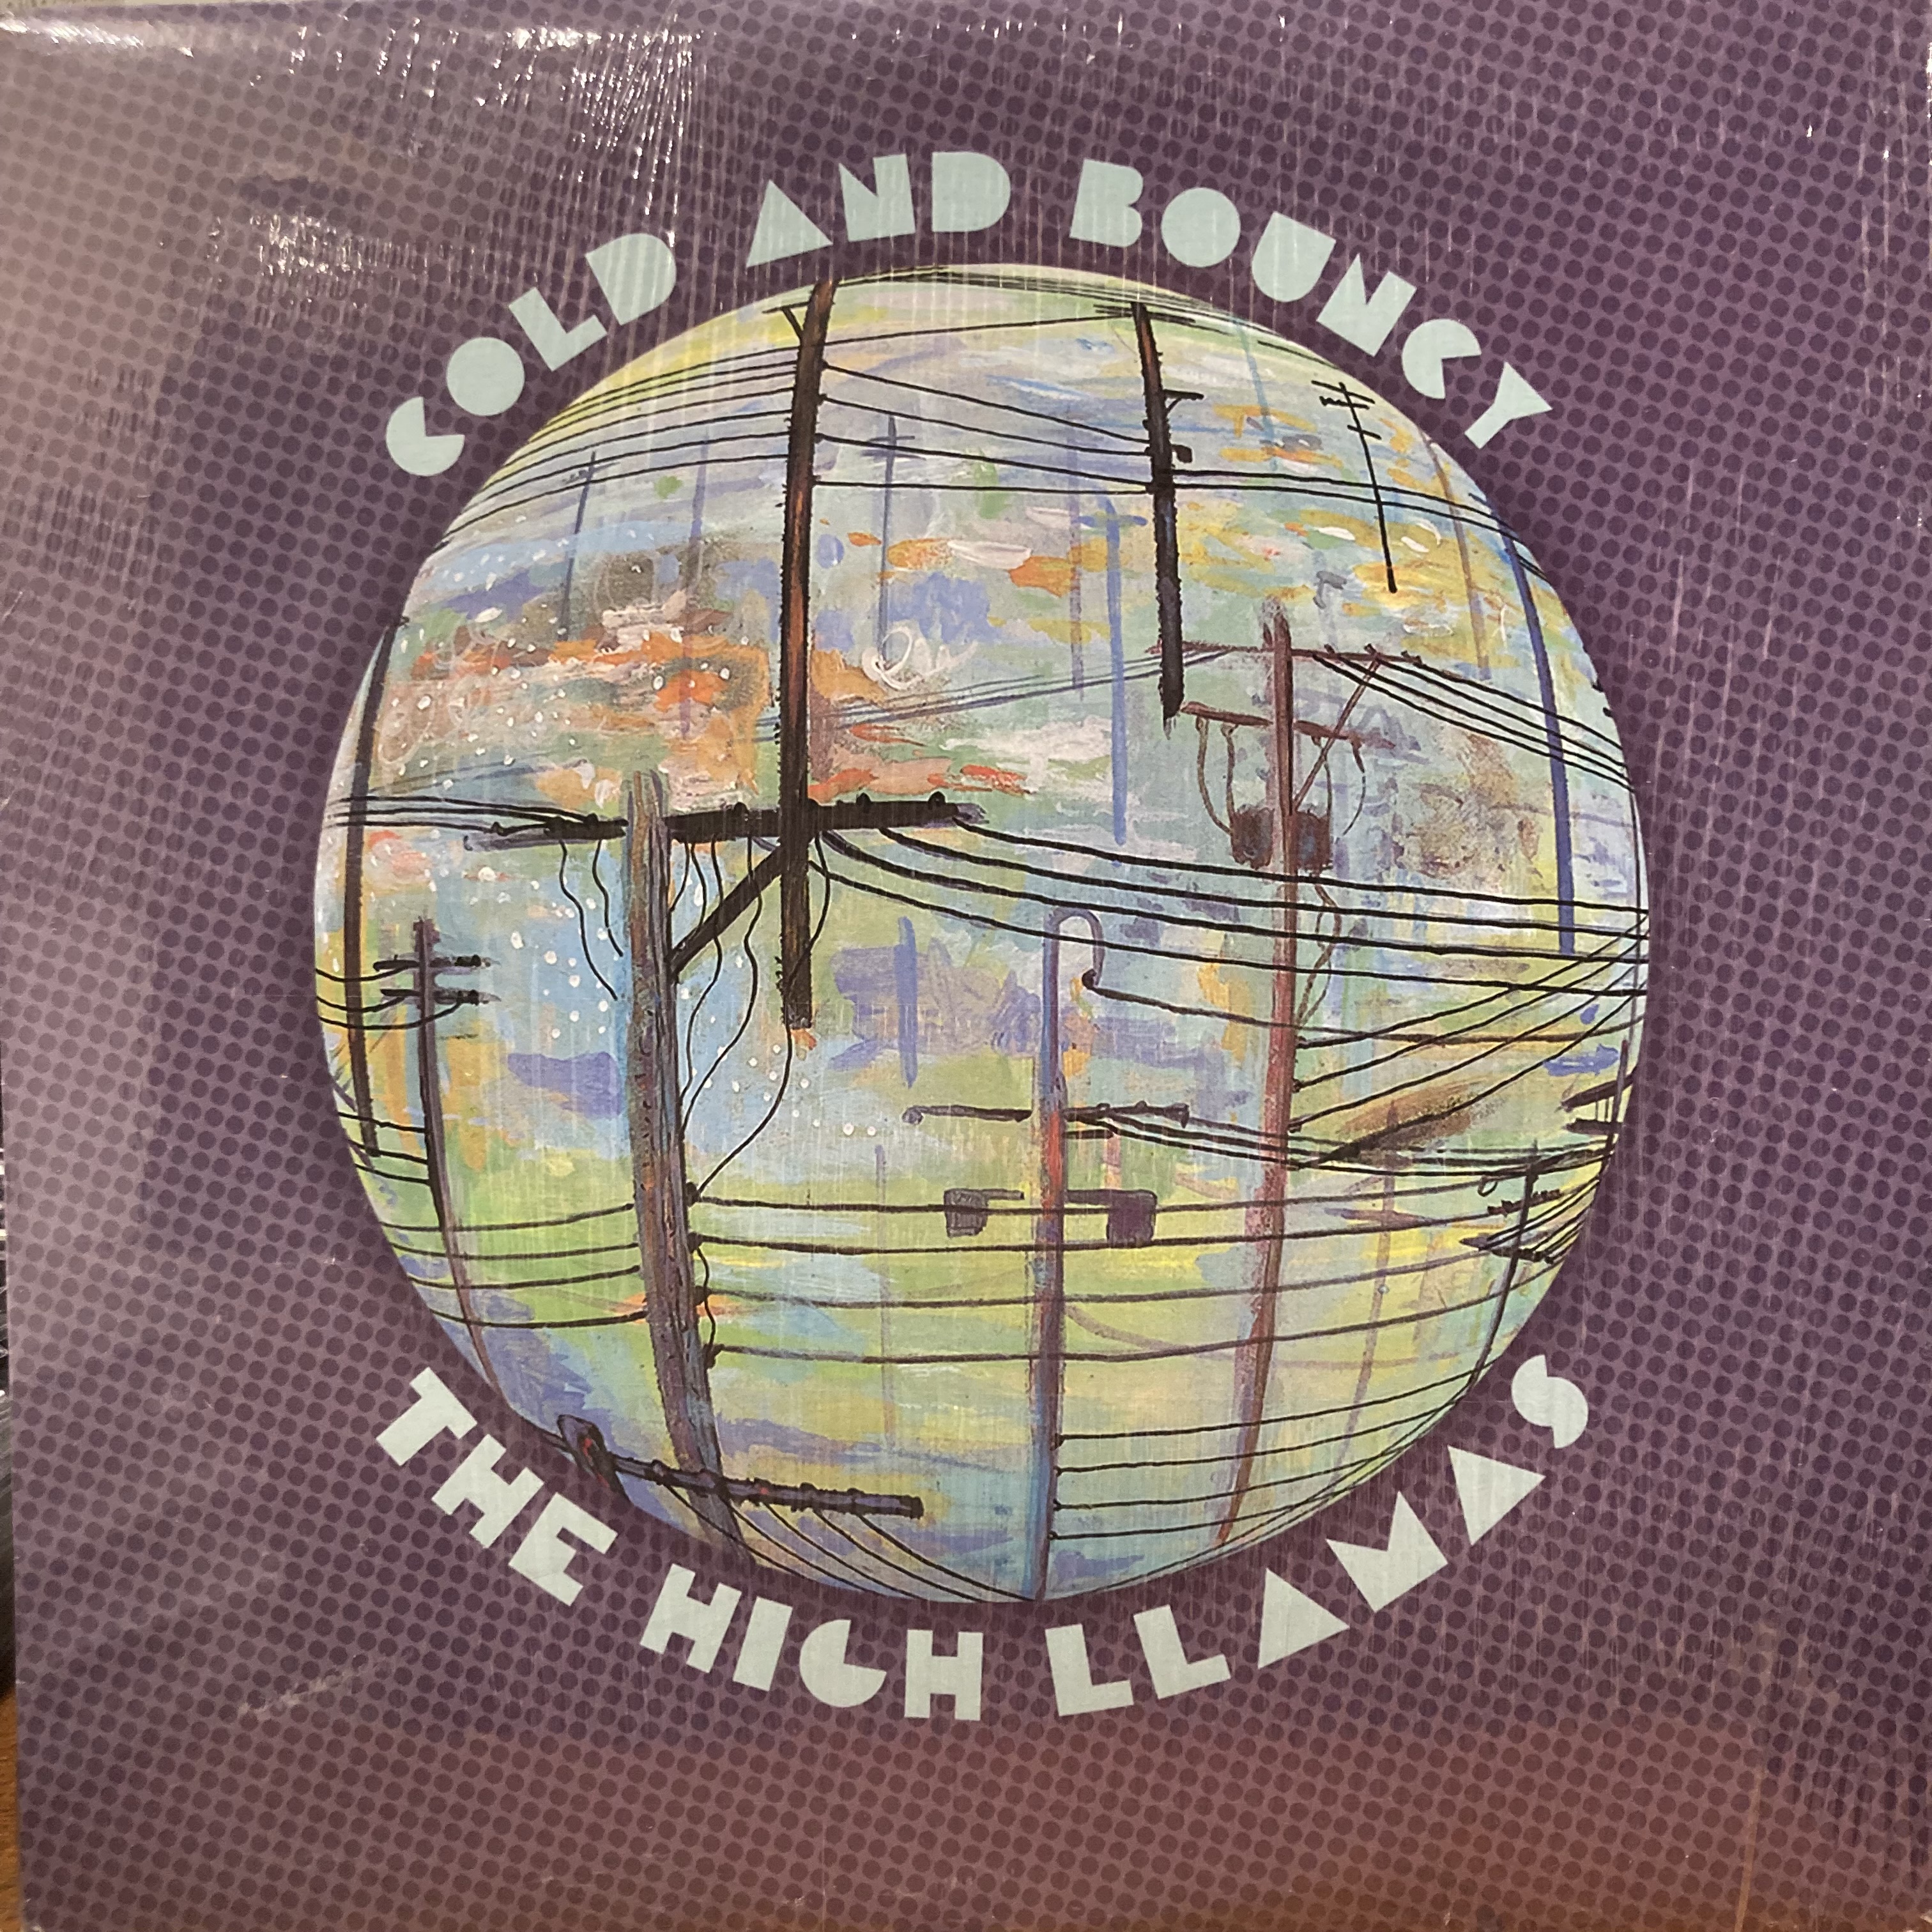 COLD AND BOUNCY
THE HIGH LLAMAS